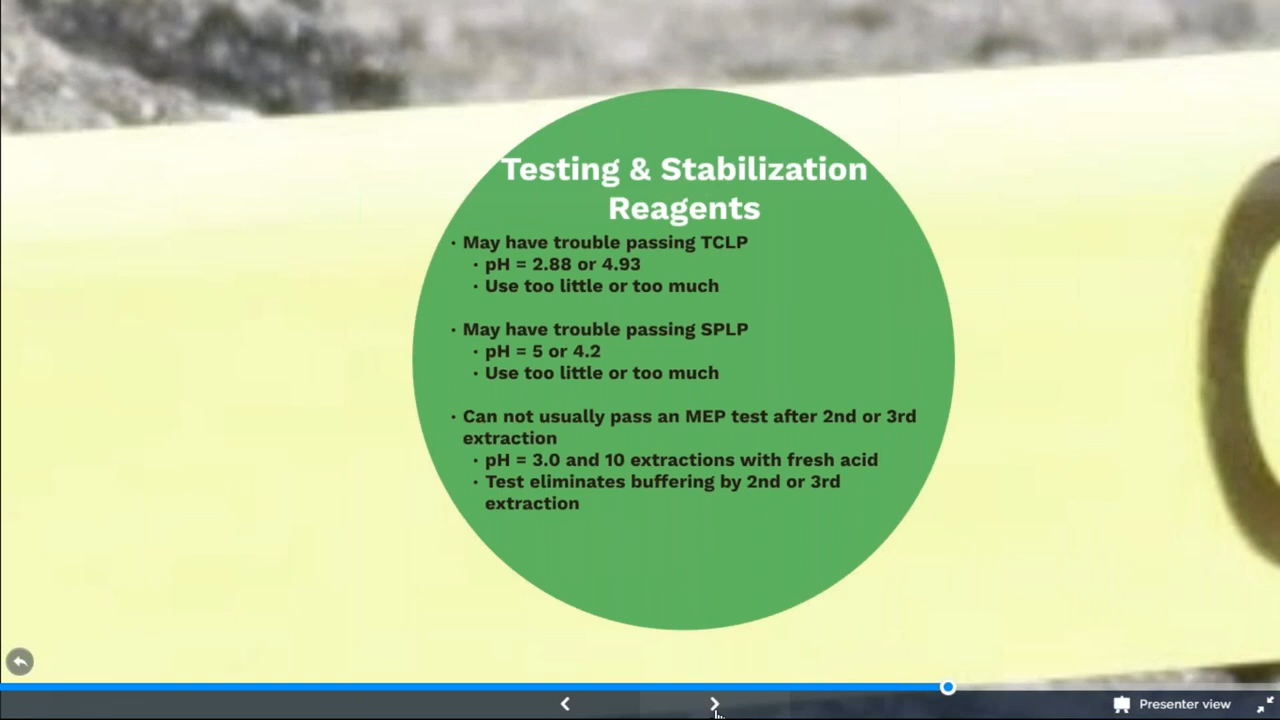 Testing & Stabilization
Reagents
· May have trouble passing TCLP
· pH = 2.88 or 4.93
· Use too little or too much
· May have trouble passing SPLP
· pH = 5 or 4.2
· Use too little or too much
· Can not usually pass an MEP test after 2nd or 3rd
extraction
· pH = 3.0 and 10 extractions with fresh acid
· Test eliminates buffering by 2nd or 3rd
extraction
Presenter view